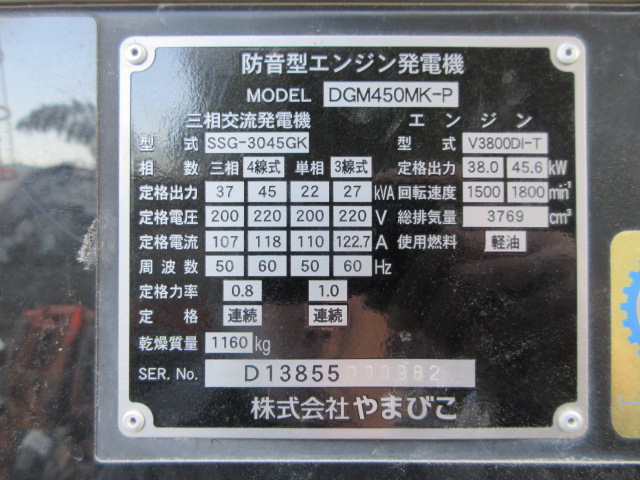 防音型エンジン発電機
MODEL DGM450MK-P
三相交流発電機 エンジン
型式 SSG-3045GK 型式 V3800DI-T
相数 三相 4線式 単相 3線式 定格出力 38.0 45.6 kW
定格出力 37 45 22 27 kVA 回転速度 1500 1800 min⁻¹
定格電圧 200 220 200 220 V 総排気量 3769 cm³
定格電流 107 118 110 122.7 A 使用燃料 軽油
周波数 50 60 50 60 Hz
定格力率 0.8 1.0
定格 連続 連続
乾燥質量 1160 kg
SER. No. D13855
株式会社 やまびこ